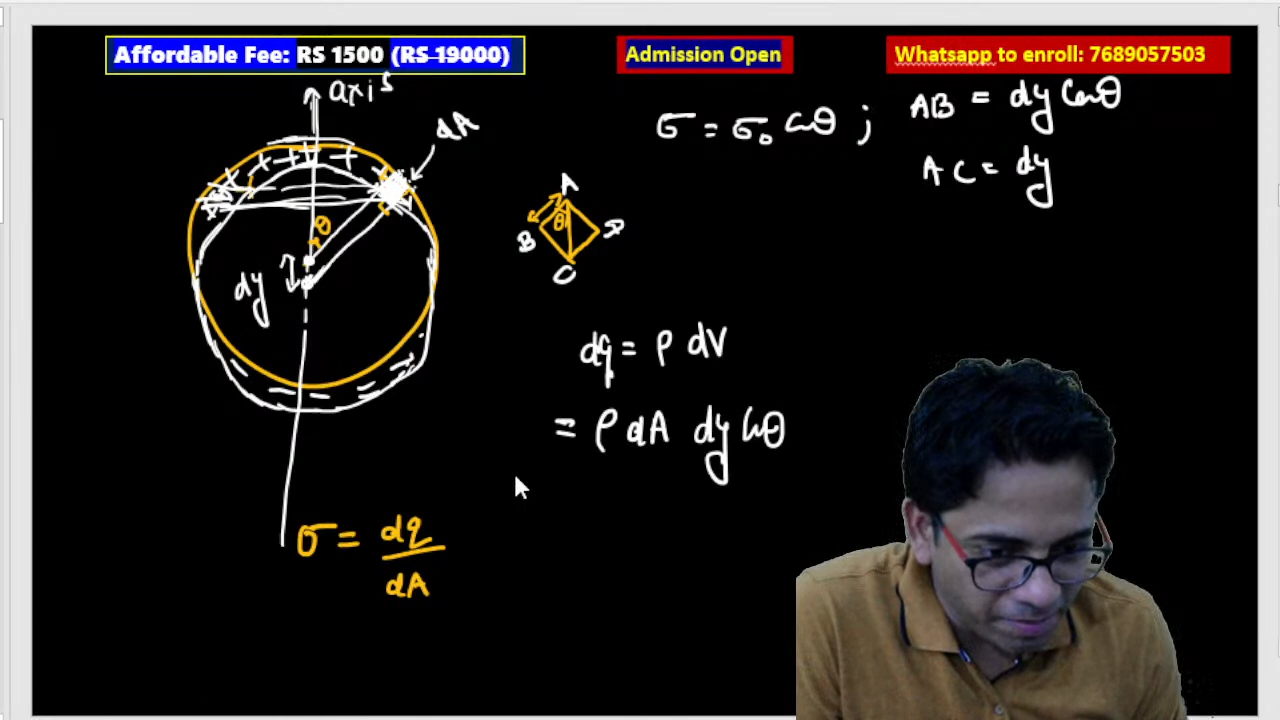 Affordable Fee: RS 1500 (RS 19000)
Admission Open
Whatsapp to enroll: 7689057503
axis
dA
σ = σ₀ cosθ ;
AB = dy cosθ
AC = dy
A
θ
B
C
+ ++ +
θ
dy
dq = ρ dV
= ρ dA dy cosθ
σ = dq
dA